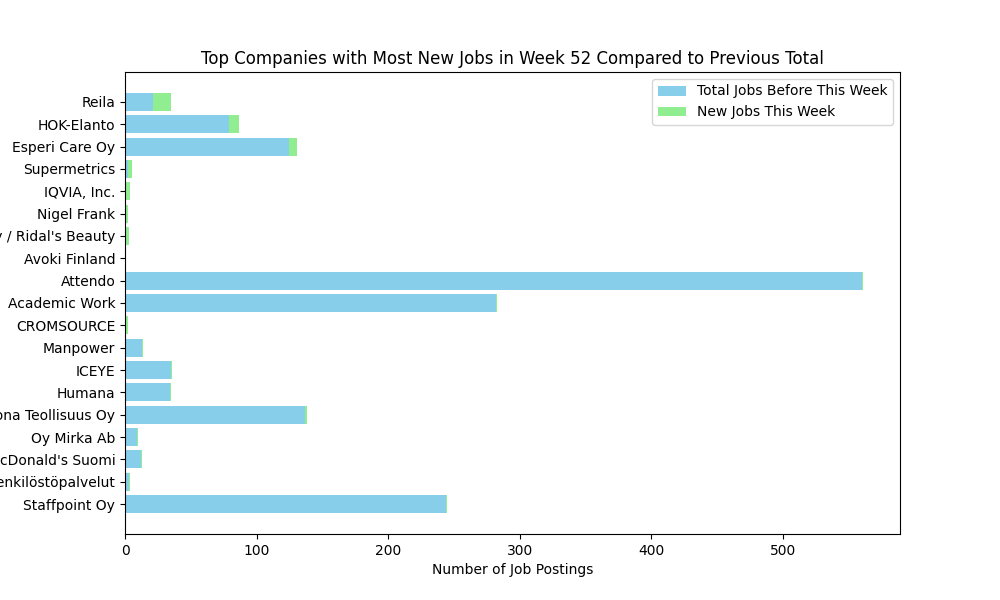 Top Companies with Most New Jobs in Week 52 Compared to Previous Total
Total Jobs Before This Week
New Jobs This Week
Reila
HOK-Elanto
Esperi Care Oy
Supermetrics
IQVIA, Inc.
Nigel Frank
/ Ridal's Beauty
Avoki Finland
Attendo
Academic Work
CROMSOURCE
Manpower
ICEYE
Humana
ona Teollisuus Oy
Oy Mirka Ab
cDonald's Suomi
enkilöstöpalvelut
Staffpoint Oy
0 100 200 300 400 500
Number of Job Postings